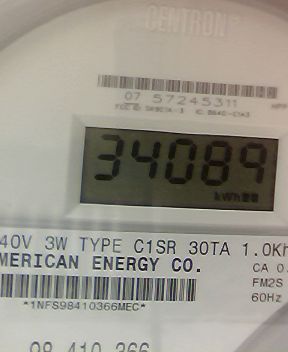 CENTRON®
07 57245311
34089
kWh
40V 3W TYPE C1SR 30TA 1.0Kh
MERICAN ENERGY CO.
CA 0.
FM2S
60Hz
*1NFS98410366MEC*
98 410 366